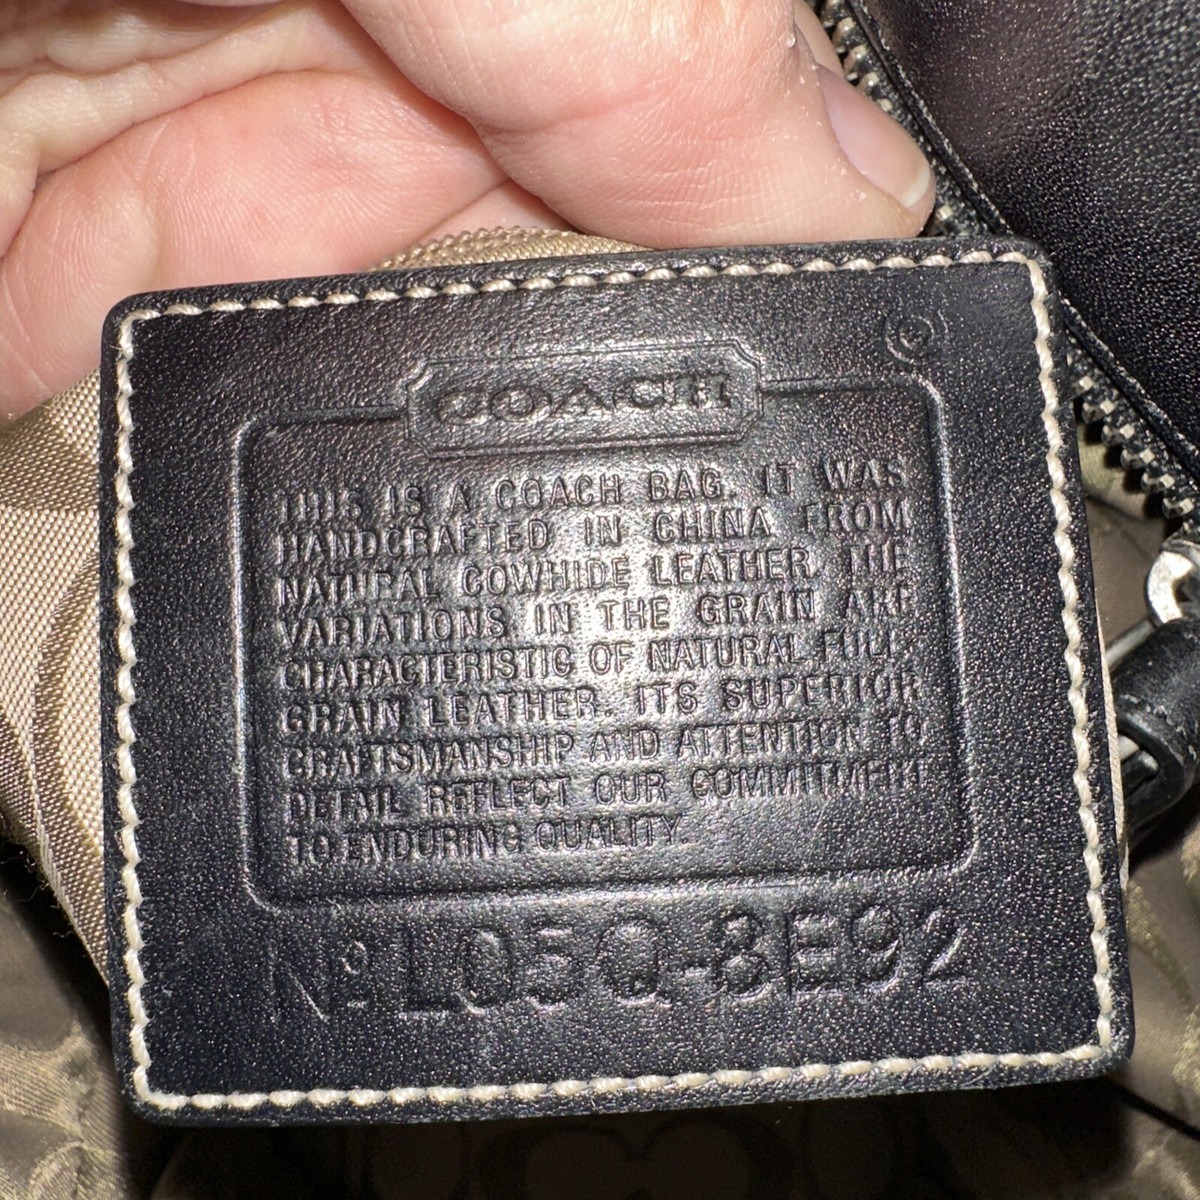 COACH
THIS IS A COACH BAG. IT WAS
HANDCRAFTED IN CHINA FROM
NATURAL COWHIDE LEATHER. THE
VARIATIONS IN THE GRAIN ARE
CHARACTERISTIC OF NATURAL FULL-
GRAIN LEATHER. ITS SUPERIOR
CRAFTSMANSHIP AND ATTENTION TO
DETAIL REFLECT OUR COMMITMENT
TO ENDURING QUALITY.
Nº L05Q-8E92